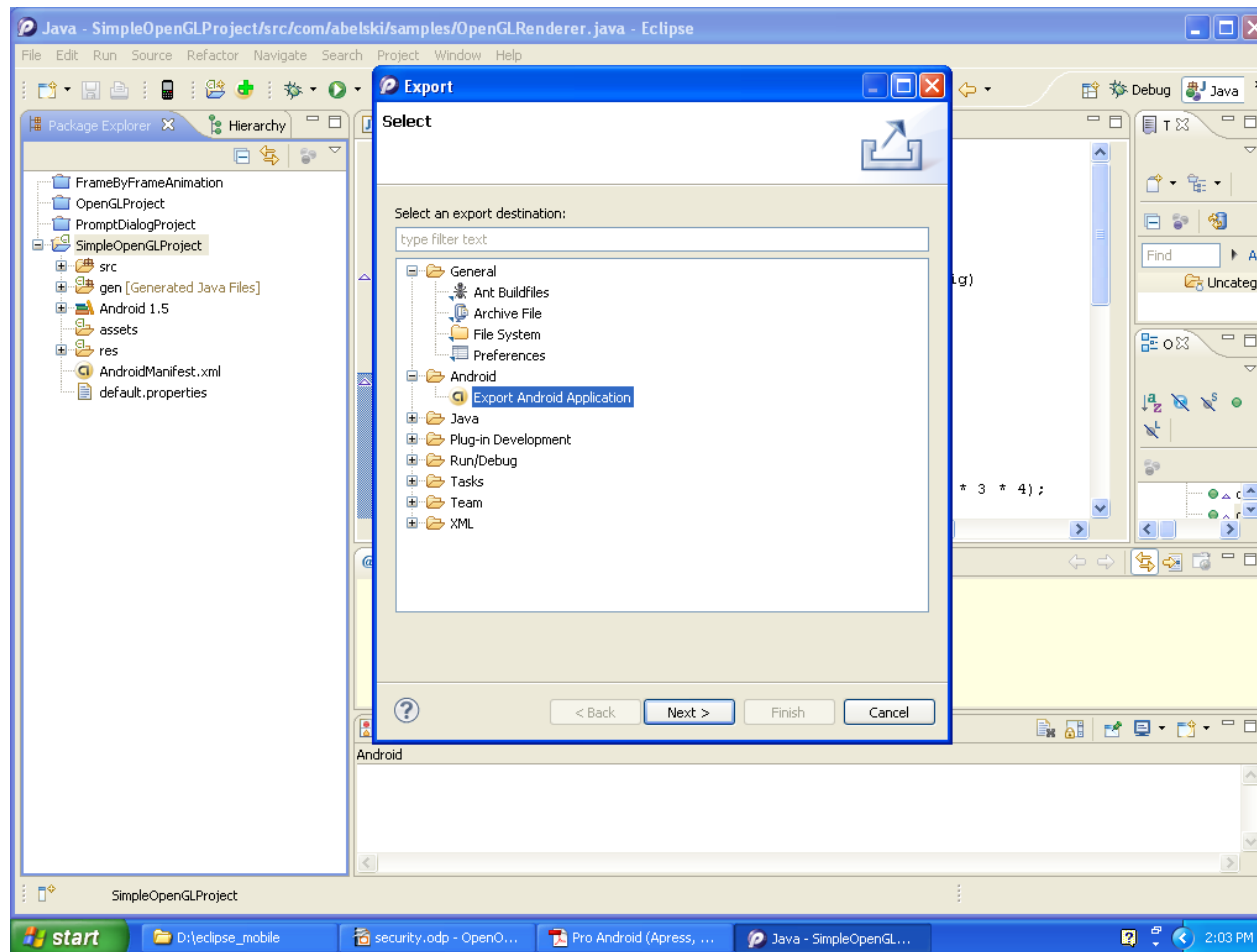 Java - SimpleOpenGLProject/src/com/abelski/samples/OpenGLRenderer.java - Eclipse
File Edit Run Source Refactor Navigate Search Project Window Help
Export
Debug
Java
Package Explorer
Hierarchy
Select
T
FrameByFrameAnimation
OpenGLProject
PromptDialogProject
SimpleOpenGLProject
src
gen [Generated Java Files]
Android 1.5
assets
res
AndroidManifest.xml
default.properties
Select an export destination:
type filter text
General
Ant Buildfiles
Archive File
File System
Preferences
Android
Export Android Application
Java
Plug-in Development
Run/Debug
Tasks
Team
XML
ig)
* 3 * 4);
Find
A
Uncateg
O
< Back
Next >
Finish
Cancel
Android
SimpleOpenGLProject
start
D:\eclipse_mobile
security.odp - OpenO...
Pro Android (Apress, ...
Java - SimpleOpenGL...
2:03 PM